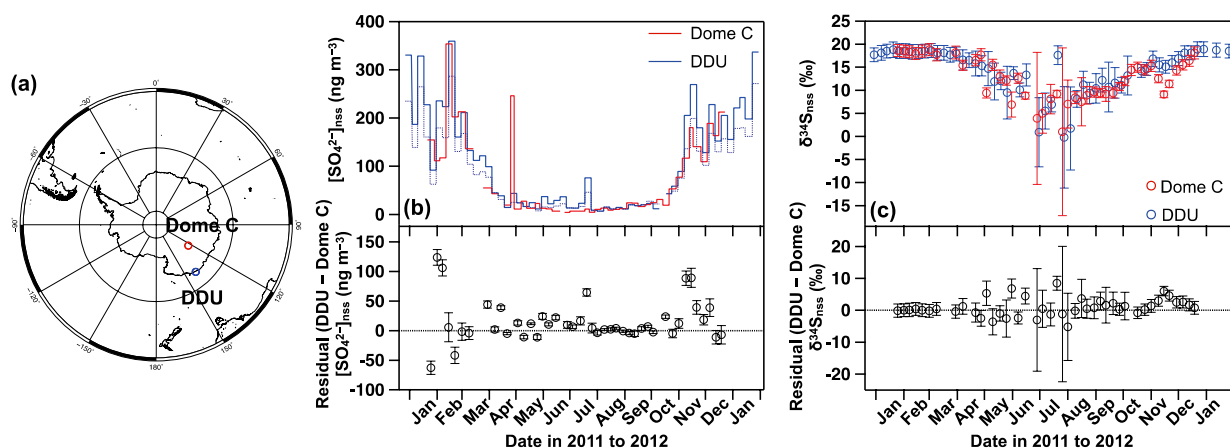 (a)
0˚
30˚
60˚
90˚
120˚
150˚
180˚
-150˚
-120˚
-90˚
-60˚
-30˚
Dome C
DDU
[SO₄²⁻]nss (ng m⁻³)
400
300
200
100
0
Dome C
DDU
(b)
Residual (DDU − Dome C)
[SO₄²⁻]nss (ng m⁻³)
150
100
50
0
-50
-100
Jan
Feb
Mar
Apr
May
Jun
Jul
Aug
Sep
Oct
Nov
Dec
Jan
Date in 2011 to 2012
δ³⁴Snss (‰)
25
20
15
10
5
0
-5
-10
-15
-20
Dome C
DDU
(c)
Residual (DDU − Dome C)
δ³⁴Snss (‰)
20
10
0
-10
-20
Jan
Feb
Mar
Apr
May
Jun
Jul
Aug
Sep
Oct
Nov
Dec
Jan
Date in 2011 to 2012